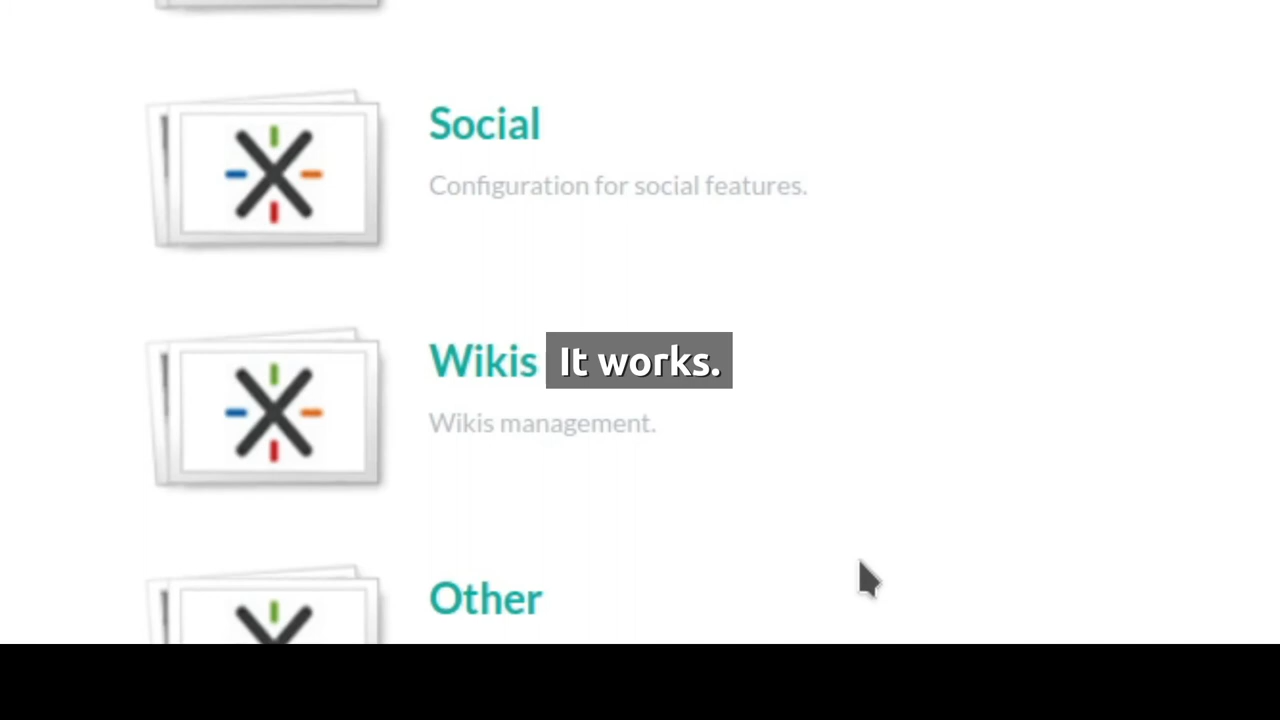 Social
Configuration for social features.
Wikis
It works.
Wikis management.
Other